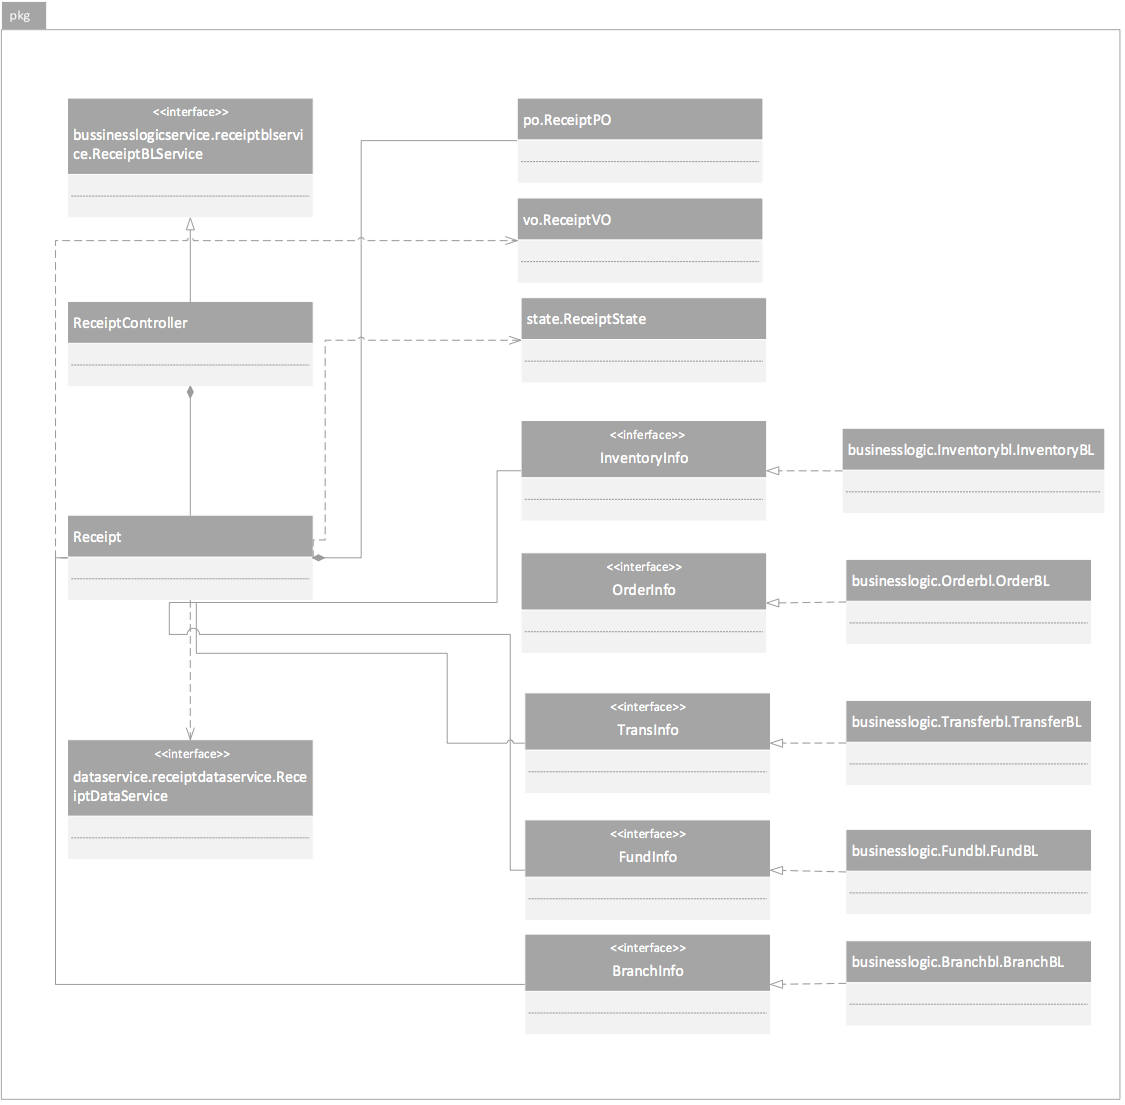 pkg
<<interface>>
bussinesslogicservice.receiptblservi
ce.ReceiptBLService
po.ReceiptPO
vo.ReceiptVO
ReceiptController
state.ReceiptState
<<inferface>>
InventoryInfo
businesslogic.Inventorybl.InventoryBL
Receipt
<<interface>>
OrderInfo
businesslogic.Orderbl.OrderBL
<<interface>>
TransInfo
businesslogic.Transferbl.TransferBL
<<interface>>
dataservice.receiptdataservice.Rece
iptDataService
<<interface>>
FundInfo
businesslogic.Fundbl.FundBL
<<interface>>
BranchInfo
businesslogic.Branchbl.BranchBL